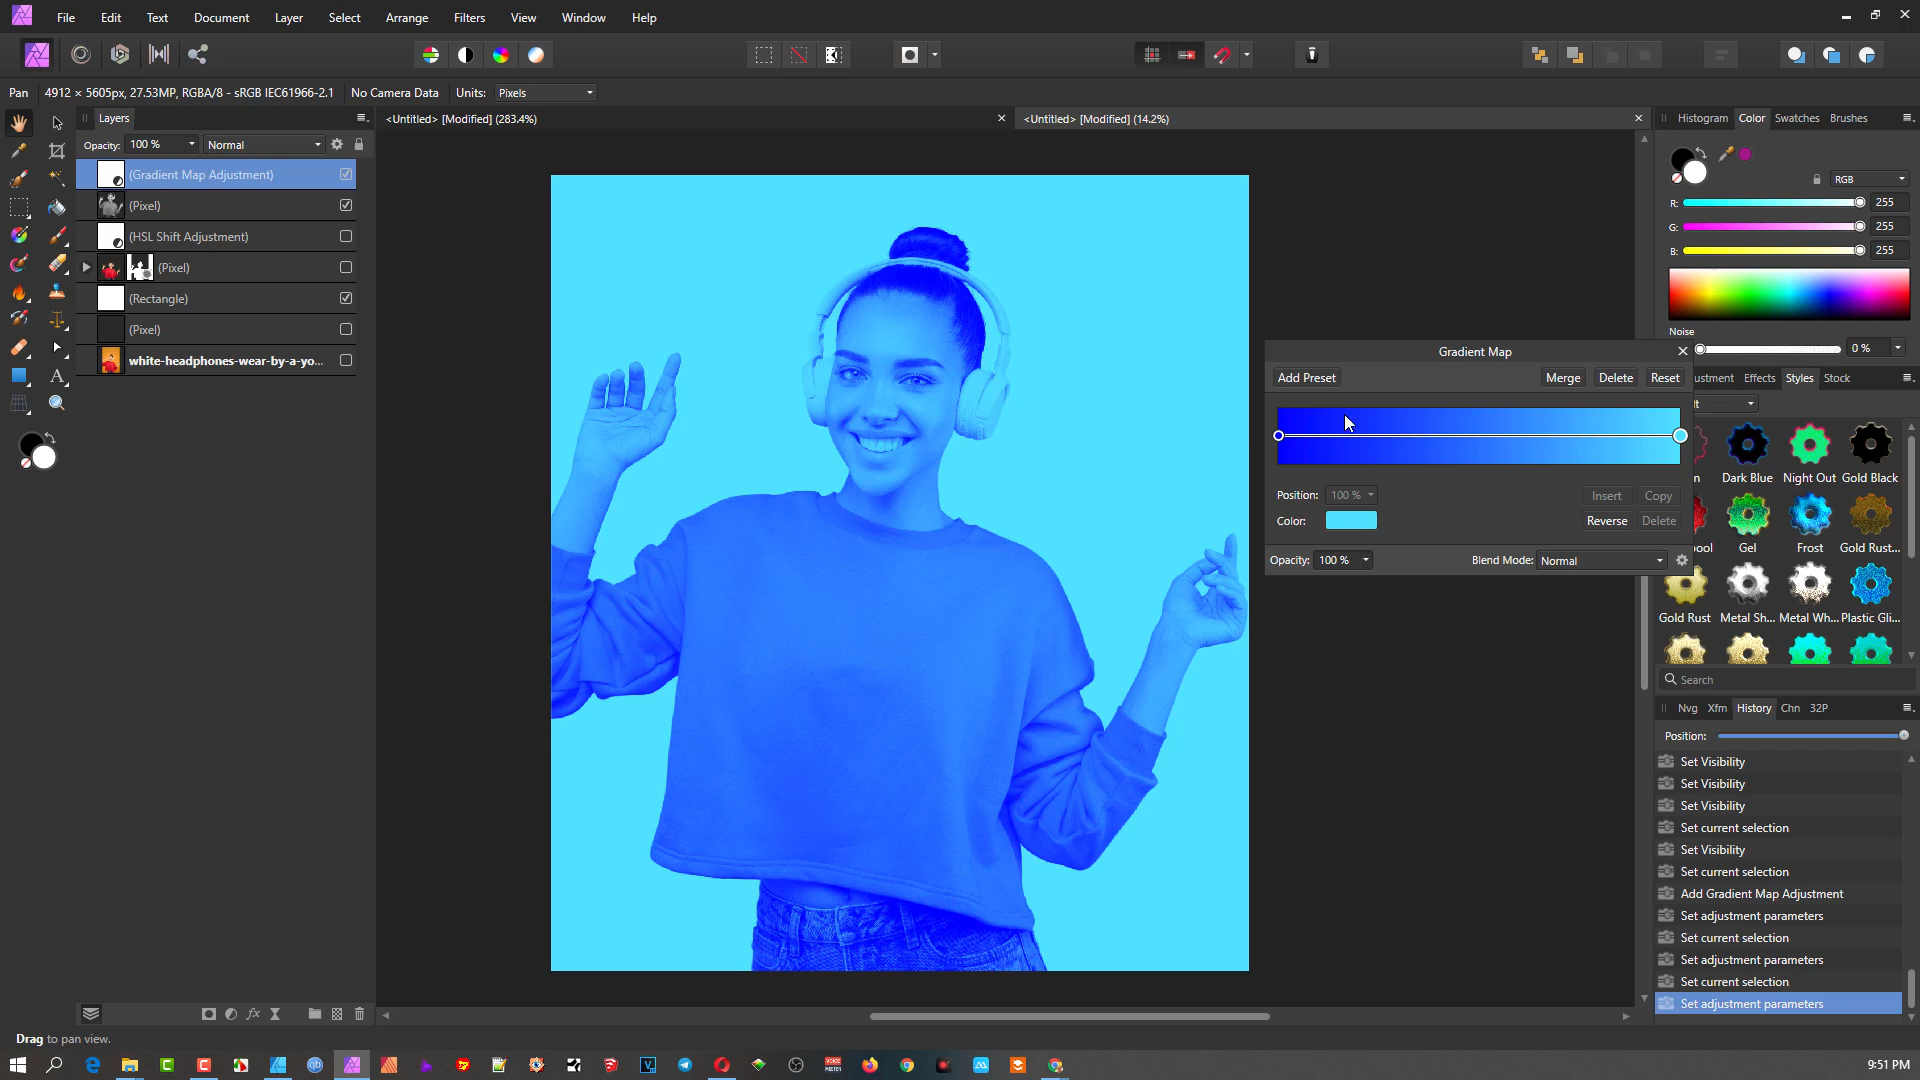 File Edit Text Document Layer Select Arrange Filters View Window Help
Pan 4912 × 5605px, 27.53MP, RGBA/8 - sRGB IEC61966-2.1 No Camera Data Units: Pixels
Layers
<Untitled> [Modified] (283.4%)
<Untitled> [Modified] (14.2%)
Histogram Color Swatches Brushes
Opacity: 100 % Normal
(Gradient Map Adjustment)
(Pixel)
(HSL Shift Adjustment)
(Pixel)
(Rectangle)
(Pixel)
white-headphones-wear-by-a-yo...
RGB
R: 255
G: 255
B: 255
Noise
0 %
Gradient Map
Add Preset Merge Delete Reset
Position: 100 % Insert Copy
Color: Reverse Delete
Opacity: 100 % Blend Mode: Normal
ustment Effects Styles Stock
Dark Blue Night Out Gold Black
Gel Frost Gold Rust...
Gold Rust Metal Sh... Metal Wh... Plastic Gli...
Search
Nvg Xfm History Chn 32P
Position:
Set Visibility
Set Visibility
Set Visibility
Set current selection
Set Visibility
Set current selection
Add Gradient Map Adjustment
Set adjustment parameters
Set current selection
Set adjustment parameters
Set current selection
Set adjustment parameters
Drag to pan view.
9:51 PM